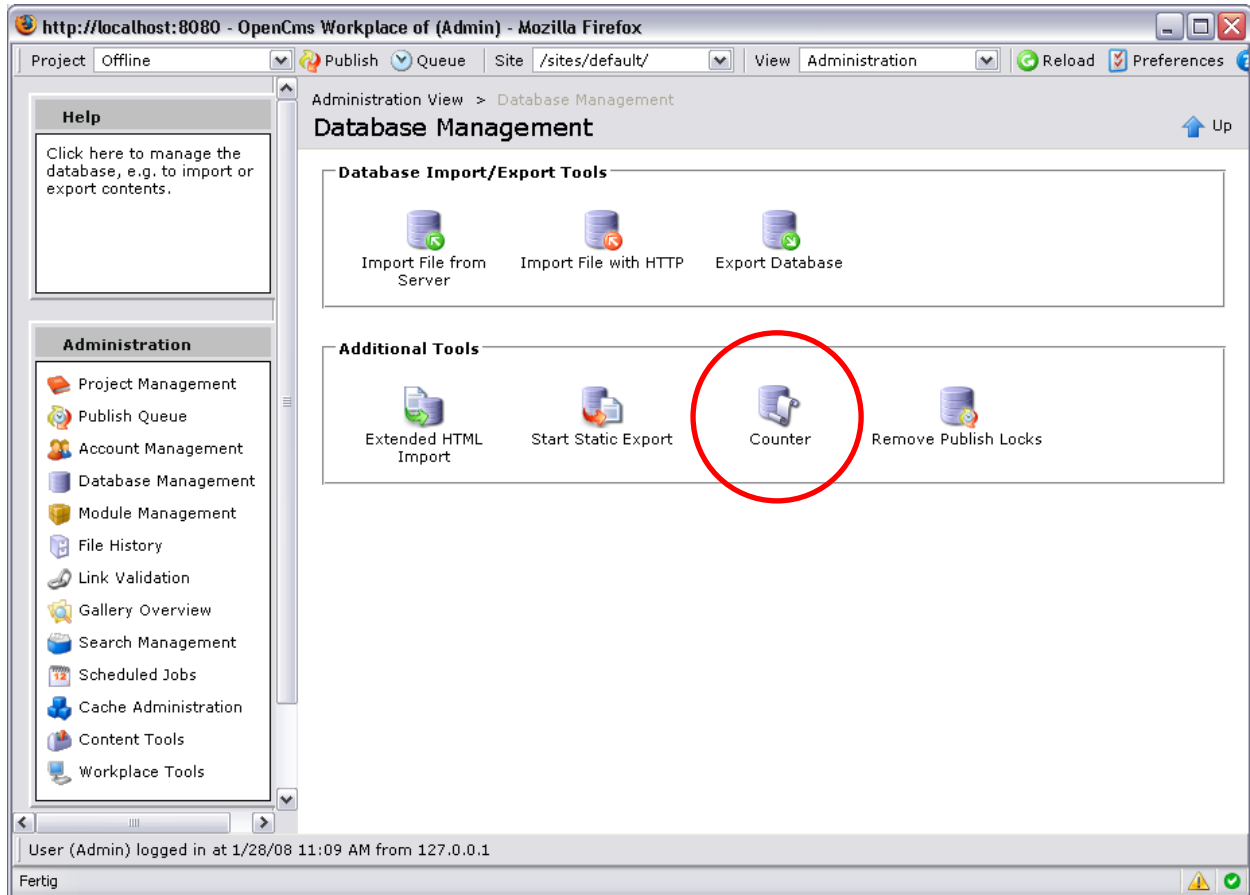 http://localhost:8080 - OpenCms Workplace of (Admin) - Mozilla Firefox
Project Offline Publish Queue Site /sites/default/ View Administration Reload Preferences
Help
Click here to manage the
database, e.g. to import or
export contents.
Administration
Project Management
Publish Queue
Account Management
Database Management
Module Management
File History
Link Validation
Gallery Overview
Search Management
12
Scheduled Jobs
Cache Administration
Content Tools
Workplace Tools
Administration View > Database Management
Database Management
Up
Database Import/Export Tools
Import File from
Server
Import File with HTTP
Export Database
Additional Tools
Extended HTML
Import
Start Static Export
Counter
Remove Publish Locks
User (Admin) logged in at 1/28/08 11:09 AM from 127.0.0.1
Fertig